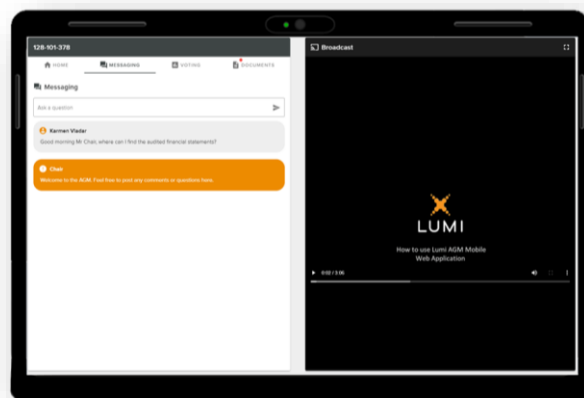 128-101-378
HOME
MESSAGING
VOTING
DOCUMENTS
Messaging
Ask a question
Karmen Vladar
Good morning Mr Chair, where can I find the audited financial statements?
Chair
Welcome to the AGM. Feel free to post any comments or questions here.
Broadcast
LUMI
How to use Lumi AGM Mobile
Web Application
0:02 / 5:06